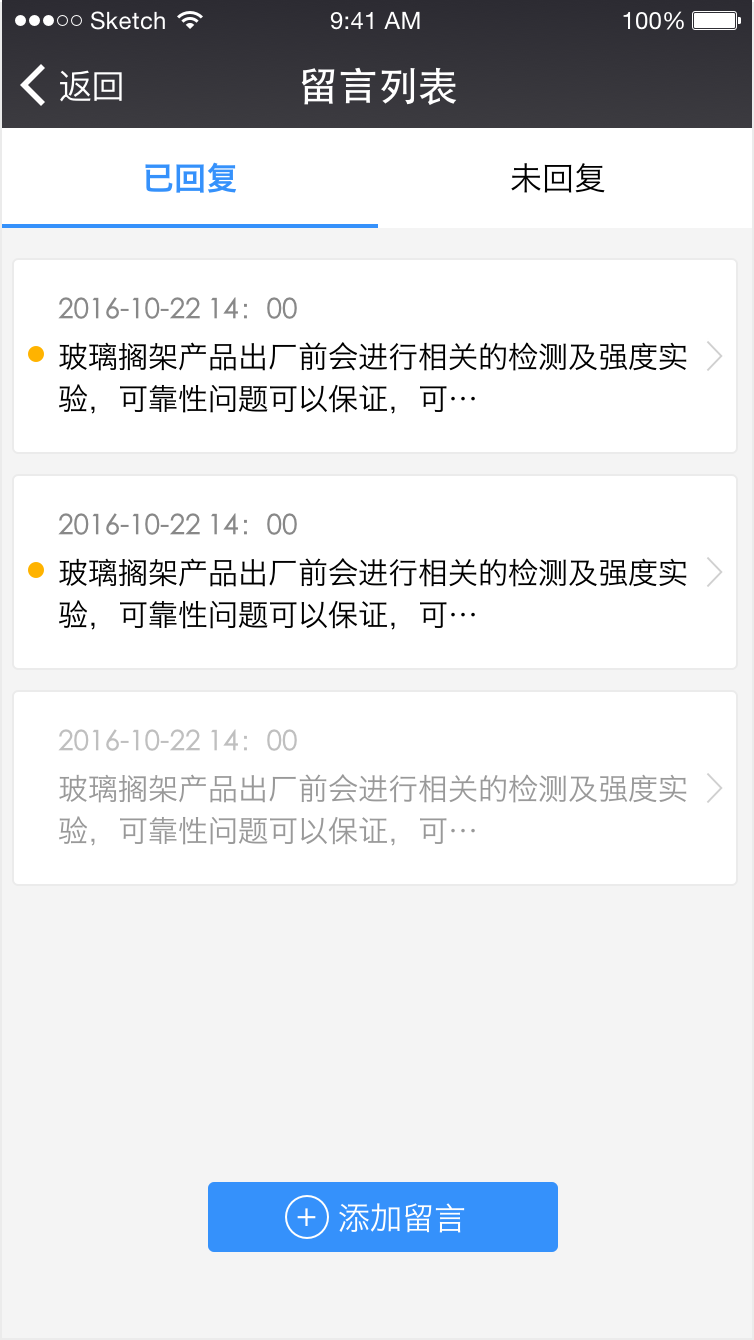 Sketch 9:41 AM 100%
返回 留言列表
已回复 未回复
2016-10-22 14：00
玻璃搁架产品出厂前会进行相关的检测及强度实
验，可靠性问题可以保证，可…
2016-10-22 14：00
玻璃搁架产品出厂前会进行相关的检测及强度实
验，可靠性问题可以保证，可…
2016-10-22 14：00
玻璃搁架产品出厂前会进行相关的检测及强度实
验，可靠性问题可以保证，可…
添加留言